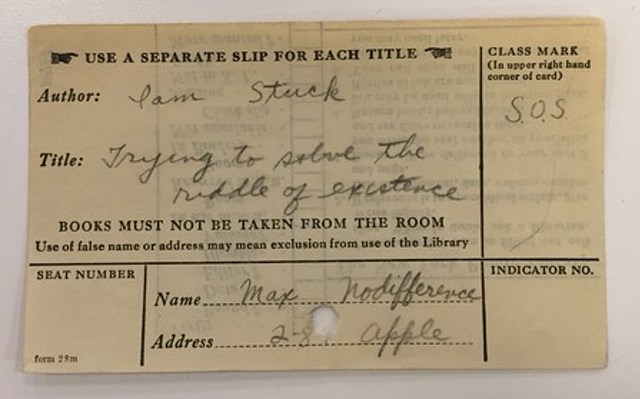 USE A SEPARATE SLIP FOR EACH TITLE
CLASS MARK
(In upper right hand
corner of card)
S.O.S.
Author: Iam Stuck
Title: Trying to solve the
riddle of existence
BOOKS MUST NOT BE TAKEN FROM THE ROOM
Use of false name or address may mean exclusion from use of the Library
SEAT NUMBER
INDICATOR NO.
Name Max Nodifference
Address Apple
form 28m